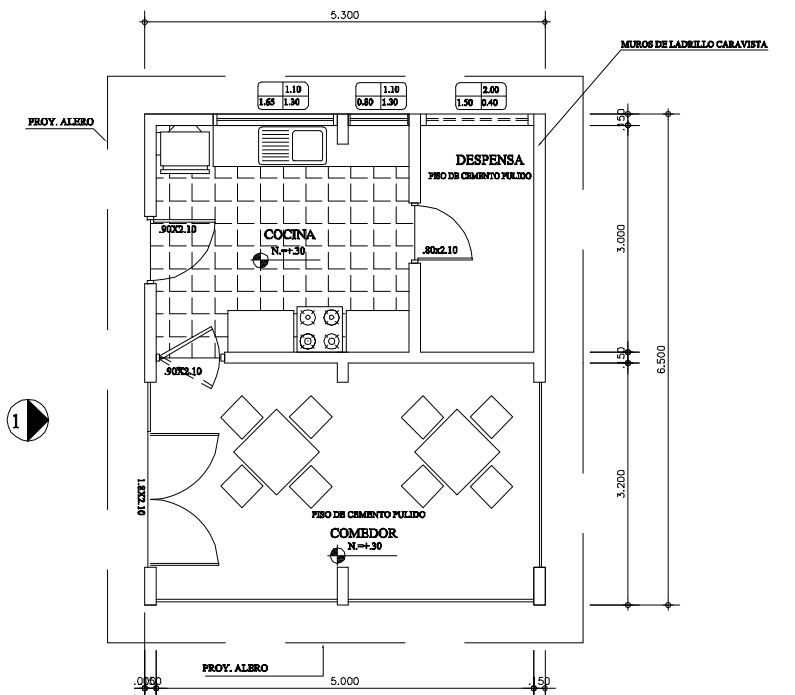 5.300
MUROS DE LADRILLO CARAVISTA
1.10
1.65 1.30
1.10
0.80 1.30
2.00
1.50 0.40
.150
PROY. ALERO
DESPENSA
PISO DE CEMENTO PULIDO
.90X2.10
COCINA
N.=+.30
.80x2.10
3.000
.150
6.500
.90X2.10
1
1.8X2.10
3.200
PISO DE CEMENTO PULIDO
COMEDOR
N.=+.30
PROY. ALERO
5.000
.150